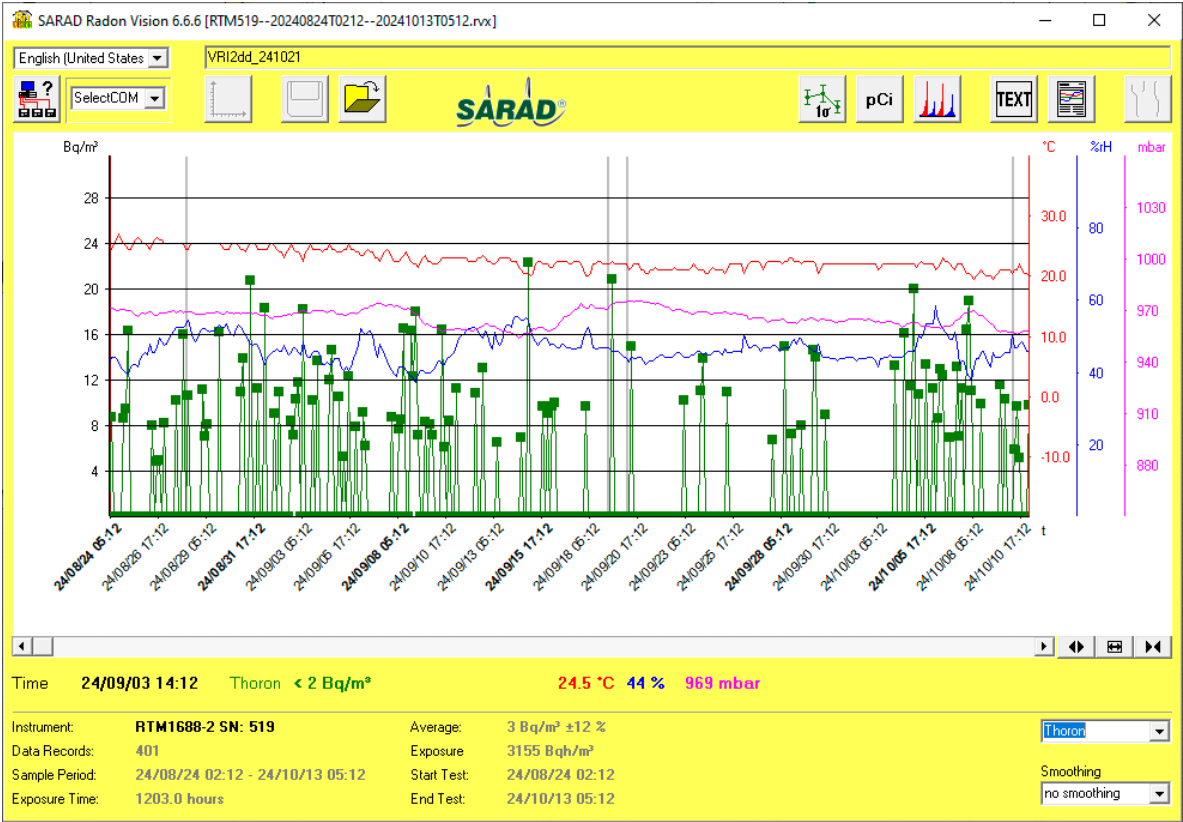 SARAD Radon Vision 6.6.6 [RTM519--20240824T0212--20241013T0512.rvx]
English (United States
VRI2dd_241021
?
SelectCOM
SARAD®
1σ
pCi
TEXT
Bq/m³
°C
%rH
mbar
28
24
20
16
12
8
4
30.0
20.0
10.0
0.0
-10.0
80
60
40
20
1030
1000
970
940
910
880
t
24/08/24 05:12
24/08/26 17:12
24/08/29 05:12
24/08/31 17:12
24/09/03 05:12
24/09/05 17:12
24/09/08 05:12
24/09/10 17:12
24/09/13 05:12
24/09/15 17:12
24/09/18 05:12
24/09/20 17:12
24/09/23 05:12
24/09/25 17:12
24/09/28 05:12
24/09/30 17:12
24/10/03 05:12
24/10/05 17:12
24/10/08 05:12
24/10/10 17:12
Time 24/09/03 14:12 Thoron < 2 Bq/m³ 24.5 °C 44 % 969 mbar
Instrument: RTM1688-2 SN: 519 Average: 3 Bq/m³ ±12 %
Thoron
Data Records: 401 Exposure 3155 Bqh/m³
Sample Period: 24/08/24 02:12 - 24/10/13 05:12 Start Test: 24/08/24 02:12
Smoothing
Exposure Time: 1203.0 hours End Test: 24/10/13 05:12
no smoothing